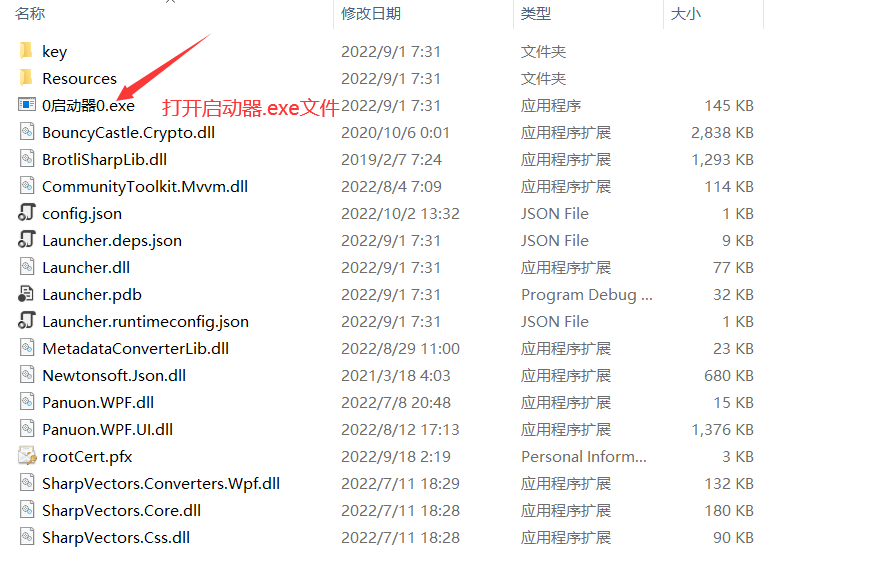 名称 修改日期 类型 大小
key 2022/9/1 7:31 文件夹
Resources 2022/9/1 7:31 文件夹
0启动器0.exe 打开启动器.exe文件 2022/9/1 7:31 应用程序 145 KB
BouncyCastle.Crypto.dll 2020/10/6 0:01 应用程序扩展 2,838 KB
BrotliSharpLib.dll 2019/2/7 7:24 应用程序扩展 1,293 KB
CommunityToolkit.Mvvm.dll 2022/8/4 7:09 应用程序扩展 114 KB
config.json 2022/10/2 13:32 JSON File 1 KB
Launcher.deps.json 2022/9/1 7:31 JSON File 9 KB
Launcher.dll 2022/9/1 7:31 应用程序扩展 77 KB
Launcher.pdb 2022/9/1 7:31 Program Debug ... 32 KB
Launcher.runtimeconfig.json 2022/9/1 7:31 JSON File 1 KB
MetadataConverterLib.dll 2022/8/29 11:00 应用程序扩展 23 KB
Newtonsoft.Json.dll 2021/3/18 4:03 应用程序扩展 680 KB
Panuon.WPF.dll 2022/7/8 20:48 应用程序扩展 15 KB
Panuon.WPF.UI.dll 2022/8/12 17:13 应用程序扩展 1,376 KB
rootCert.pfx 2022/9/18 2:19 Personal Inform... 3 KB
SharpVectors.Converters.Wpf.dll 2022/7/11 18:29 应用程序扩展 132 KB
SharpVectors.Core.dll 2022/7/11 18:28 应用程序扩展 180 KB
SharpVectors.Css.dll 2022/7/11 18:28 应用程序扩展 90 KB